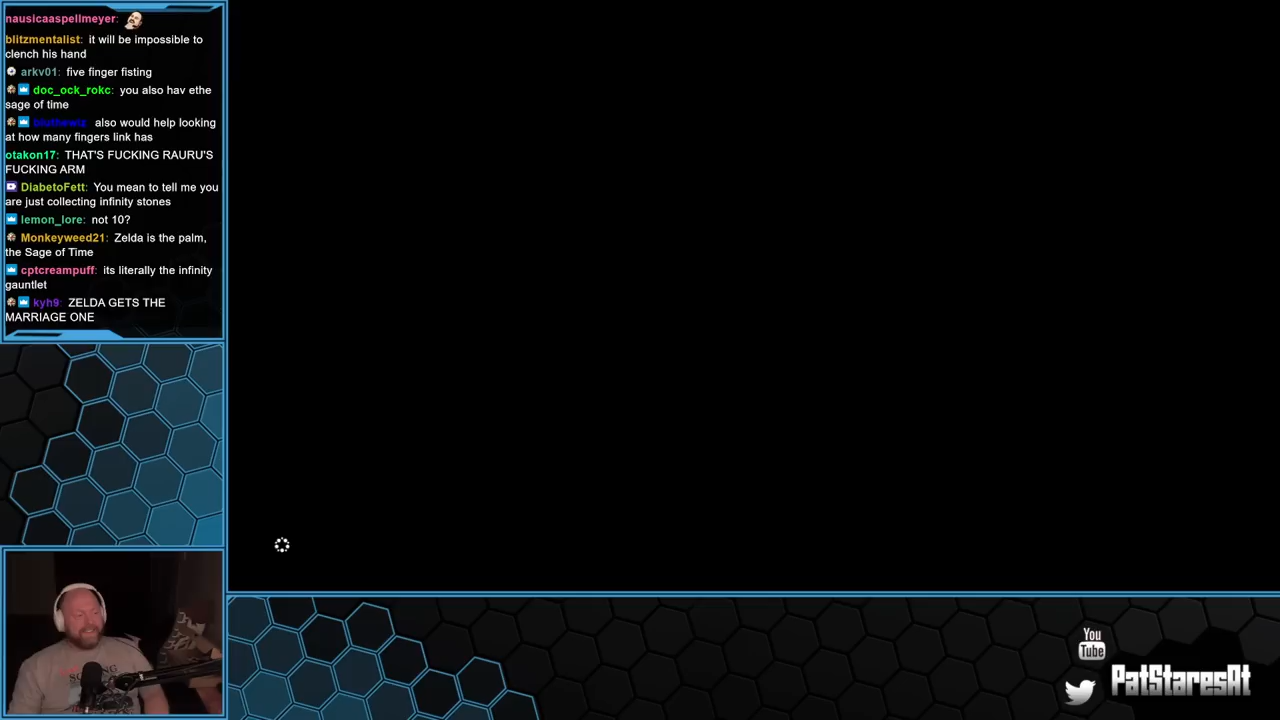 nausicaaspellmeyer:
blitzmentalist: it will be impossible to
clench his hand
arkv01: five finger fisting
doc_ock_rokc: you also hav ethe
sage of time
bluthewiz also would help looking
at how many fingers link has
otakon17: THAT'S FUCKING RAURU'S
FUCKING ARM
DiabetoFett: You mean to tell me you
are just collecting infinity stones
lemon_lore: not 10?
Monkeyweed21: Zelda is the palm,
the Sage of Time
cptcreampuff: its literally the infinity
gauntlet
kyh9: ZELDA GETS THE
MARRIAGE ONE
You
Tube
PatStaresAt